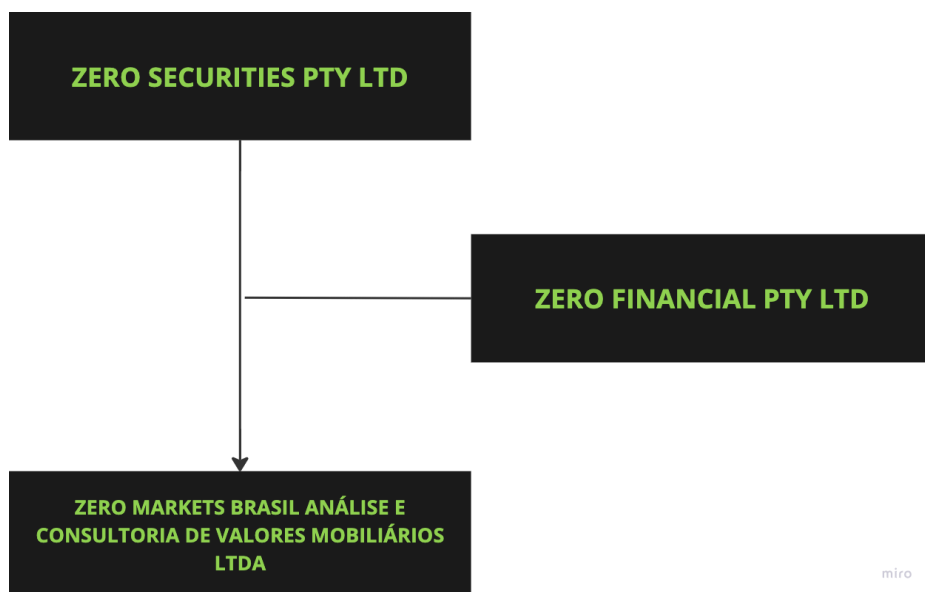 ZERO SECURITIES PTY LTD
ZERO FINANCIAL PTY LTD
ZERO MARKETS BRASIL ANÁLISE E
CONSULTORIA DE VALORES MOBILIÁRIOS
LTDA
miro